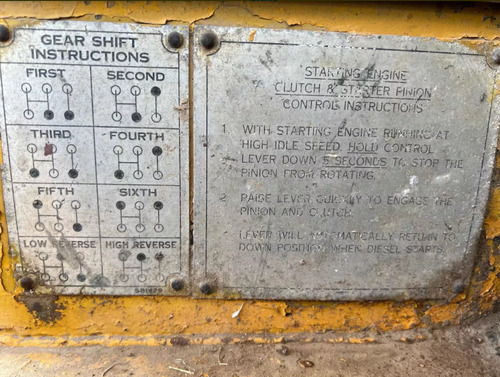 GEAR SHIFT
INSTRUCTIONS
FIRST SECOND
THIRD FOURTH
FIFTH SIXTH
LOW REVERSE HIGH REVERSE
STARTING ENGINE
CLUTCH & STARTER PINION
CONTROL INSTRUCTIONS
1. WITH STARTING ENGINE RUNNING AT
HIGH IDLE SPEED, HOLD CONTROL
LEVER DOWN 5 SECONDS TO STOP THE
PINION FROM ROTATING.
2. RAISE LEVER QUICKLY TO ENGAGE THE
PINION AND CLUTCH.
LEVER WILL AUTOMATICALLY RETURN TO
DOWN POSITION WHEN DIESEL STARTS.